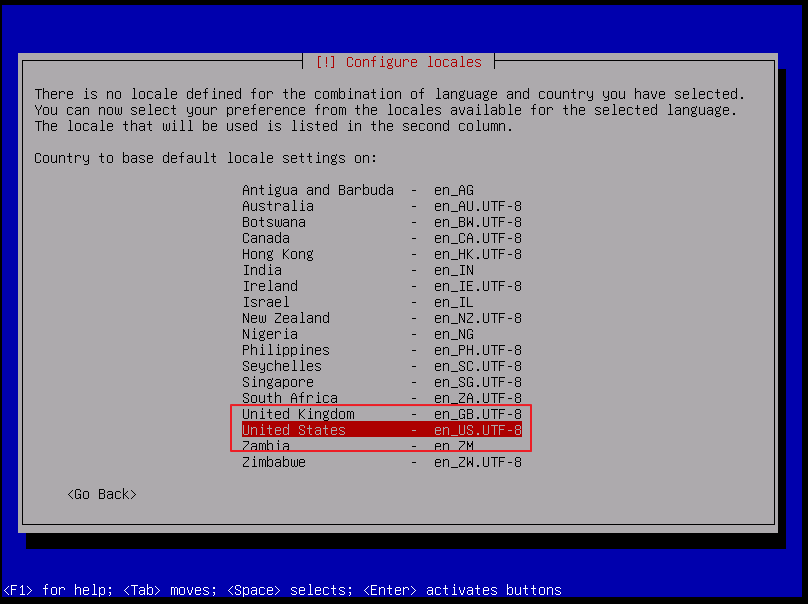 [!] Configure locales
There is no locale defined for the combination of language and country you have selected.
You can now select your preference from the locales available for the selected language.
The locale that will be used is listed in the second column.
Country to base default locale settings on:
Antigua and Barbuda - en_AG
Australia - en_AU.UTF-8
Botswana - en_BW.UTF-8
Canada - en_CA.UTF-8
Hong Kong - en_HK.UTF-8
India - en_IN
Ireland - en_IE.UTF-8
Israel - en_IL
New Zealand - en_NZ.UTF-8
Nigeria - en_NG
Philippines - en_PH.UTF-8
Seychelles - en_SC.UTF-8
Singapore - en_SG.UTF-8
South Africa - en_ZA.UTF-8
United Kingdom - en_GB.UTF-8
United States - en_US.UTF-8
Zambia - en_ZM
Zimbabwe - en_ZW.UTF-8
<Go Back>
<F1> for help; <Tab> moves; <Space> selects; <Enter> activates buttons